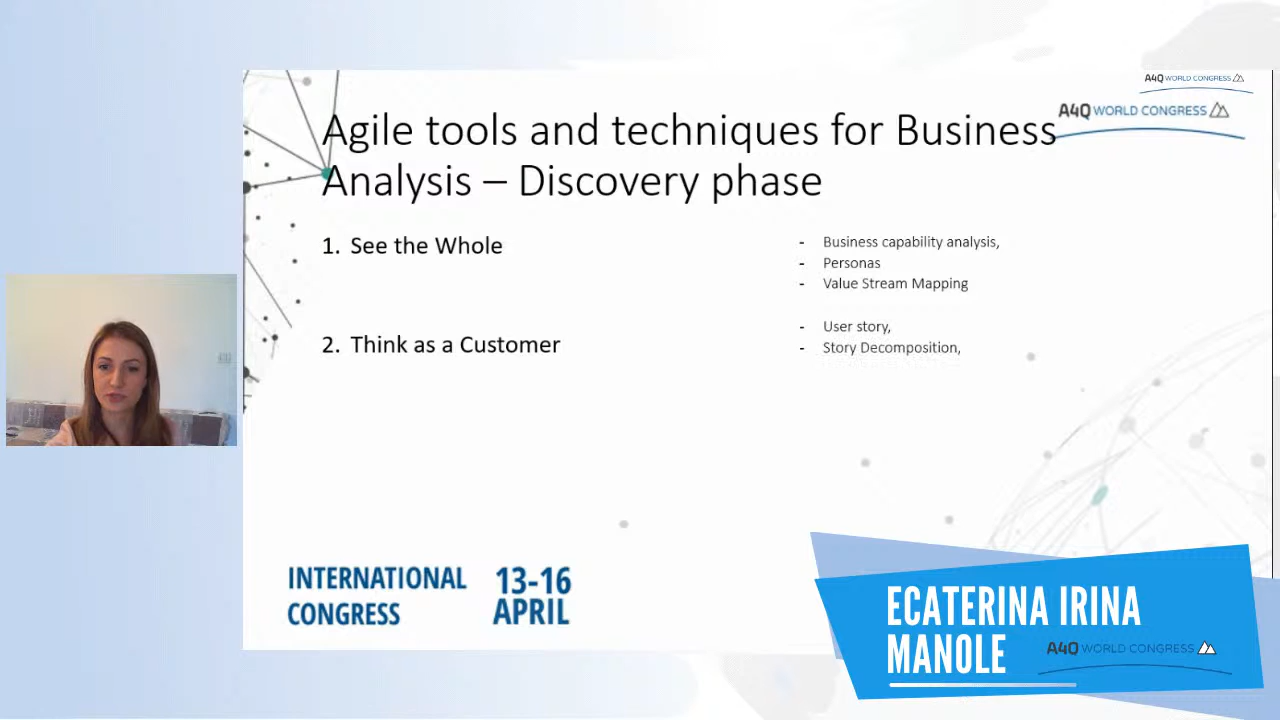 A4Q WORLD CONGRESS
A4Q WORLD CONGRESS
Agile tools and techniques for Business
Analysis – Discovery phase
1. See the Whole
- Business capability analysis,
- Personas
- Value Stream Mapping
2. Think as a Customer
- User story,
- Story Decomposition,
INTERNATIONAL
CONGRESS
13-16
APRIL
ECATERINA IRINA
MANOLE
A4Q WORLD CONGRESS